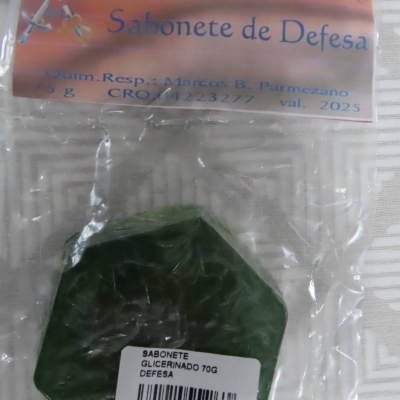 Sabonete de Defesa
Quim.Resp.: Marcos B. Parmezano
75 g CRQ.04223277 val. 2025
SABONETE
GLICERINADO 70G
DEFESA